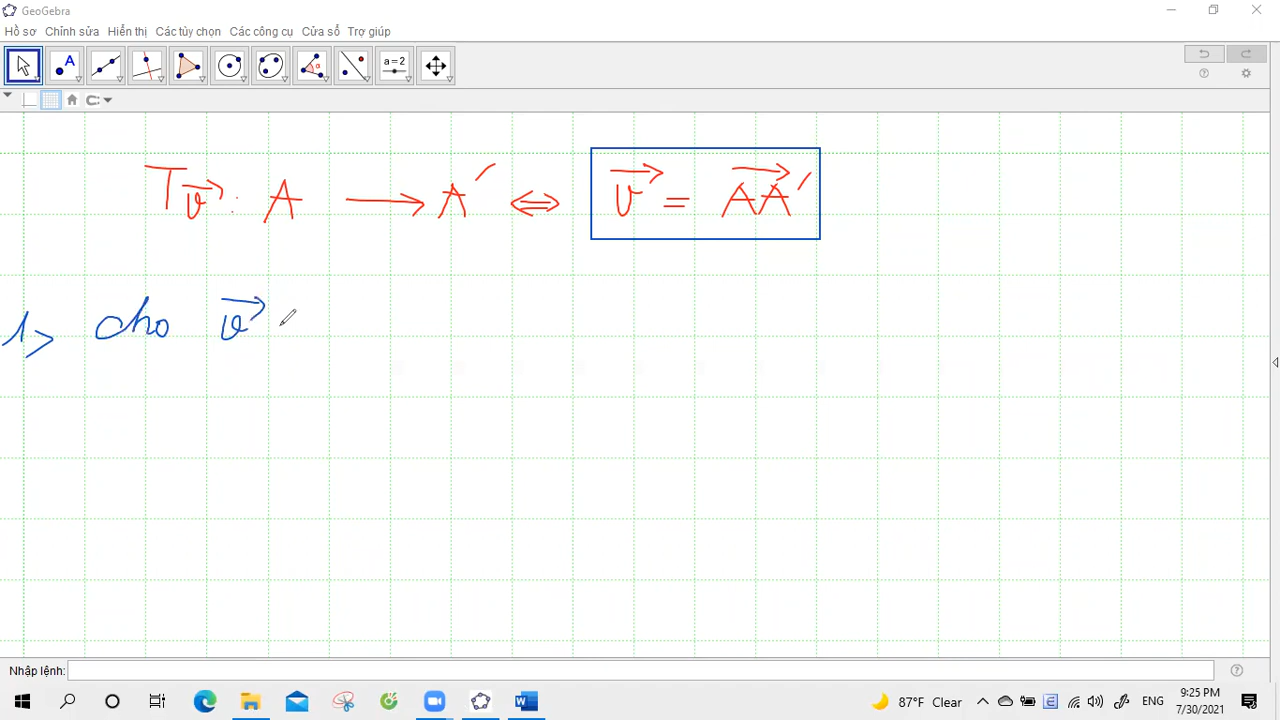 GeoGebra
Hồ sơ Chỉnh sửa Hiển thị Các tùy chọn Các công cụ Cửa sổ Trợ giúp
A a=2
T_v⃗ : A ⟶ A′ ⇔ v⃗ = AA′⃗
1> cho v⃗
Nhập lệnh:
87°F Clear ENG 9:25 PM
7/30/2021